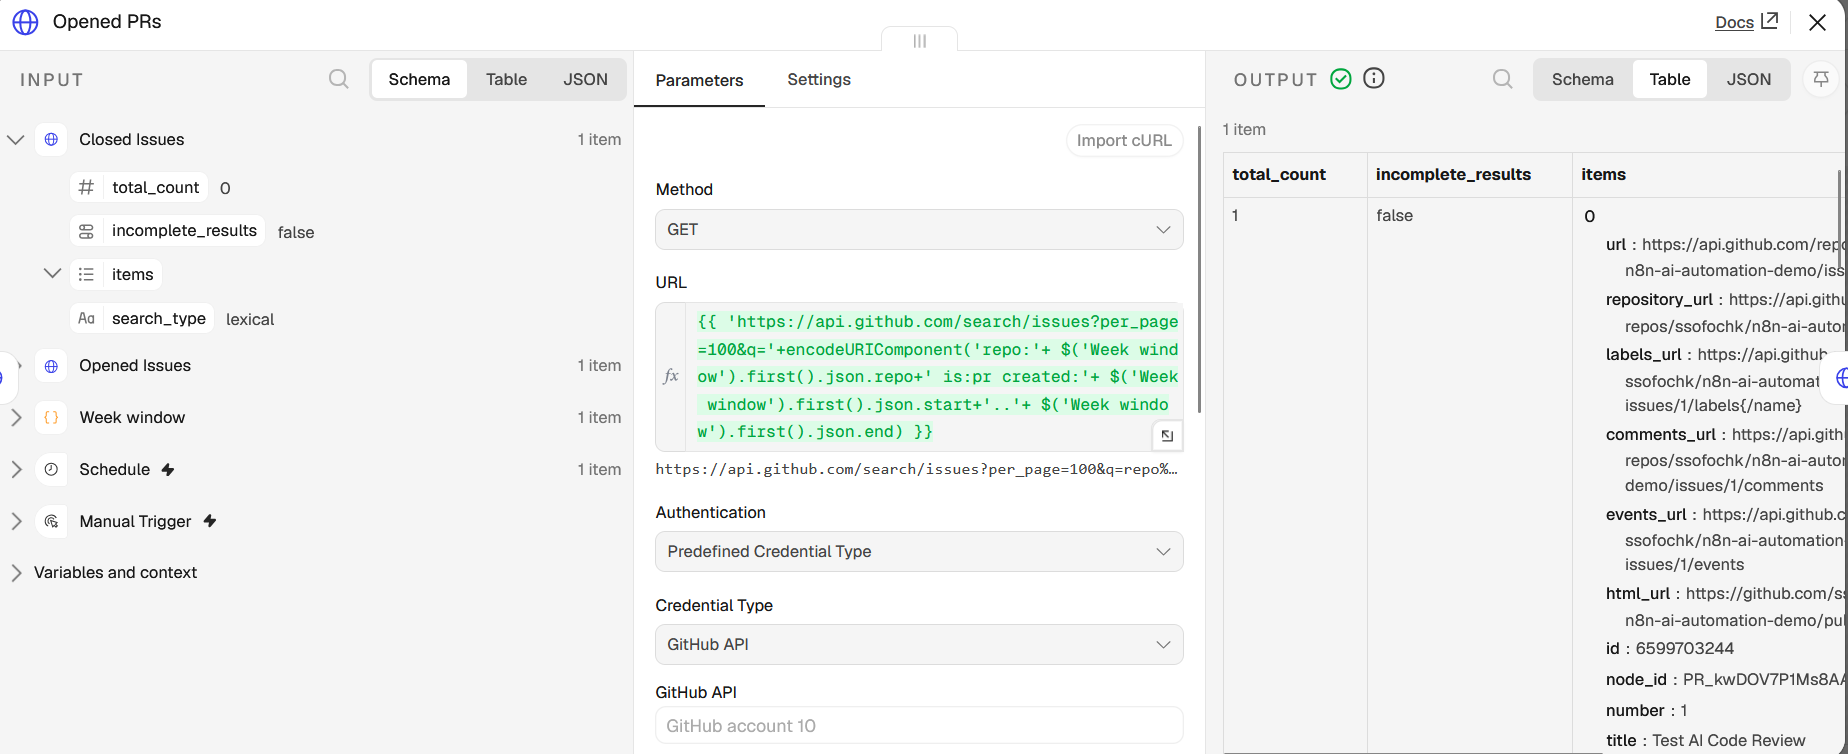 Opened PRs
Docs
INPUT
Schema
Table
JSON
Closed Issues
1 item
total_count
0
incomplete_results
false
items
Aa
search_type
lexical
Opened Issues
1 item
Week window
1 item
Schedule
1 item
Manual Trigger
Variables and context
Parameters
Settings
Import cURL
Method
GET
URL
fx
{{ 'https://api.github.com/search/issues?per_page
=100&q='+encodeURIComponent('repo:'+ $('Week wind
ow').first().json.repo+' is:pr created:'+ $('Week
window').first().json.start+'..'+ $('Week windo
w').first().json.end) }}
https://api.github.com/search/issues?per_page=100&q=repo%…
Authentication
Predefined Credential Type
Credential Type
GitHub API
GitHub API
GitHub account 10
OUTPUT
Schema
Table
JSON
1 item
total_count
incomplete_results
items
1
false
0
url : https://api.github.com/repo
n8n-ai-automation-demo/iss
repository_url : https://api.gith
repos/ssofochk/n8n-ai-autor
labels_url : https://api.github.
ssofochk/n8n-ai-automat
issues/1/labels{/name}
comments_url : https://api.gith
repos/ssofochk/n8n-ai-autor
demo/issues/1/comments
events_url : https://api.github.c
ssofochk/n8n-ai-automation-
issues/1/events
html_url : https://github.com/ss
n8n-ai-automation-demo/pul
id : 6599703244
node_id : PR_kwDOV7P1Ms8AA
number : 1
title : Test AI Code Review